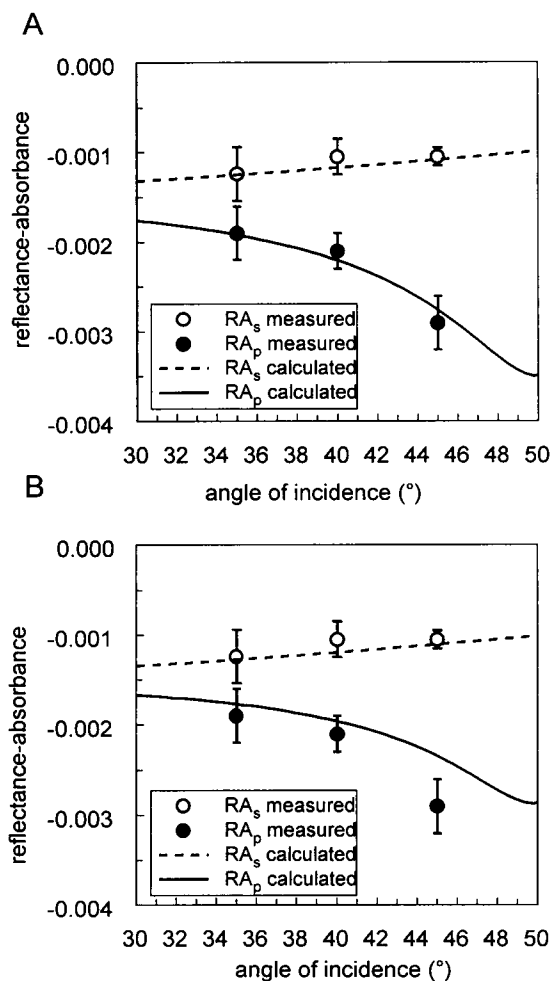 A
0.000
-0.001
-0.002
-0.003
-0.004
reflectance-absorbance
RAs measured
RAp measured
RAs calculated
RAp calculated
30 32 34 36 38 40 42 44 46 48 50
angle of incidence (°)
B
0.000
-0.001
-0.002
-0.003
-0.004
reflectance-absorbance
RAs measured
RAp measured
RAs calculated
RAp calculated
30 32 34 36 38 40 42 44 46 48 50
angle of incidence (°)